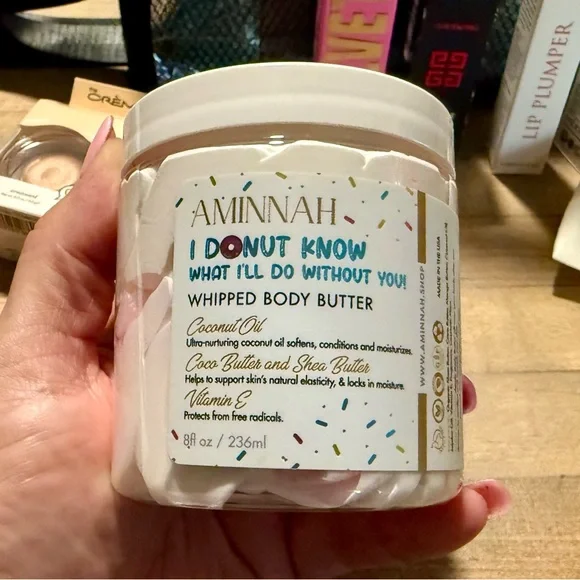 THE
CRÈM
LIP PLUMPER
AMINNAH
I DONUT KNOW
WHAT I'LL DO WITHOUT YOU!
WHIPPED BODY BUTTER
Coconut Oil
Ultra-nurturing coconut oil softens, conditions and moisturizes.
Coco Butter and Shea Butter
Helps to support skin's natural elasticity, & locks in moisture.
Vitamin E
Protects from free radicals.
8fl oz / 236ml
WWW.AMINNAH.SHOP
MADE IN THE USA